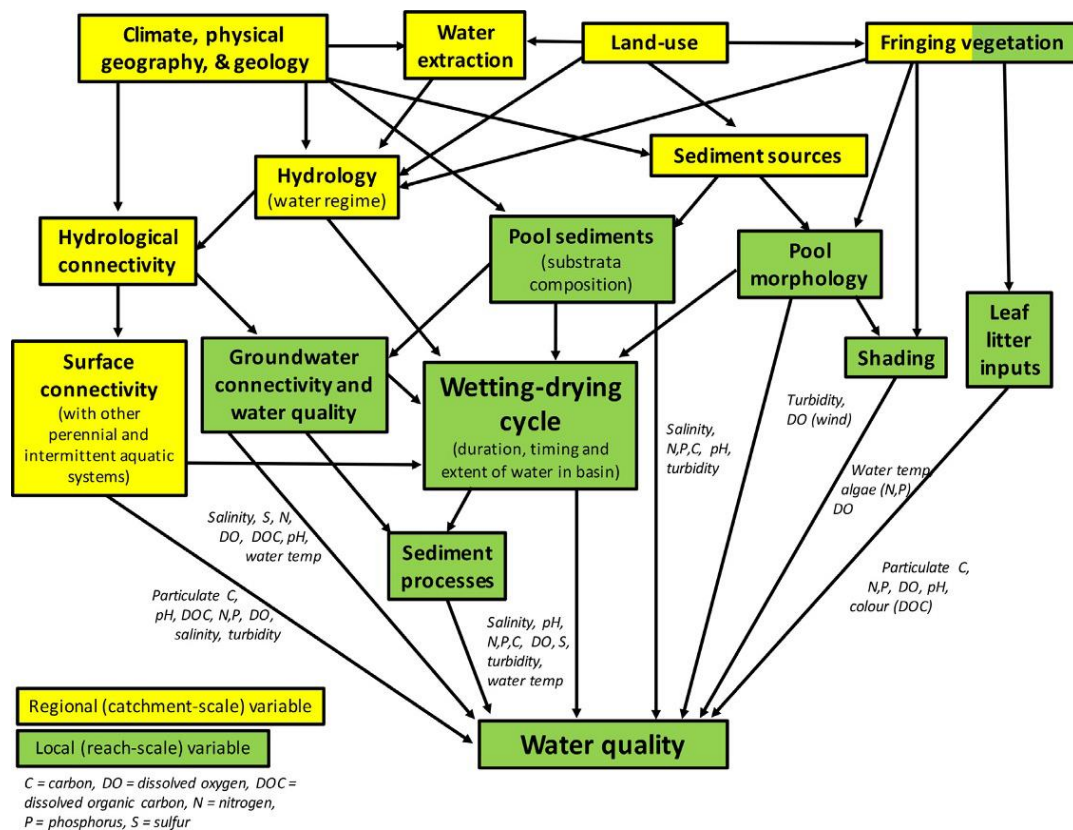 Climate, physical
geography, & geology
Water
extraction
Land-use
Fringing vegetation
Hydrology
(water regime)
Sediment sources
Hydrological
connectivity
Pool sediments
(substrata
composition)
Pool
morphology
Leaf
litter
inputs
Surface
connectivity
(with other
perennial and
intermittent aquatic
systems)
Groundwater
connectivity and
water quality
Wetting-drying
cycle
(duration, timing and
extent of water in basin)
Shading
Salinity,
N,P,C, pH,
turbidity
Turbidity,
DO (wind)
Water temp
algae (N,P)
DO
Salinity, S, N,
DO, DOC, pH,
water temp
Sediment
processes
Particulate C,
pH, DOC, N,P, DO,
salinity, turbidity
Salinity, pH,
N,P,C, DO, S,
turbidity,
water temp
Particulate C,
N,P, DO, pH,
colour (DOC)
Water quality
Regional (catchment-scale) variable
Local (reach-scale) variable
C = carbon, DO = dissolved oxygen, DOC =
dissolved organic carbon, N = nitrogen,
P = phosphorus, S = sulfur